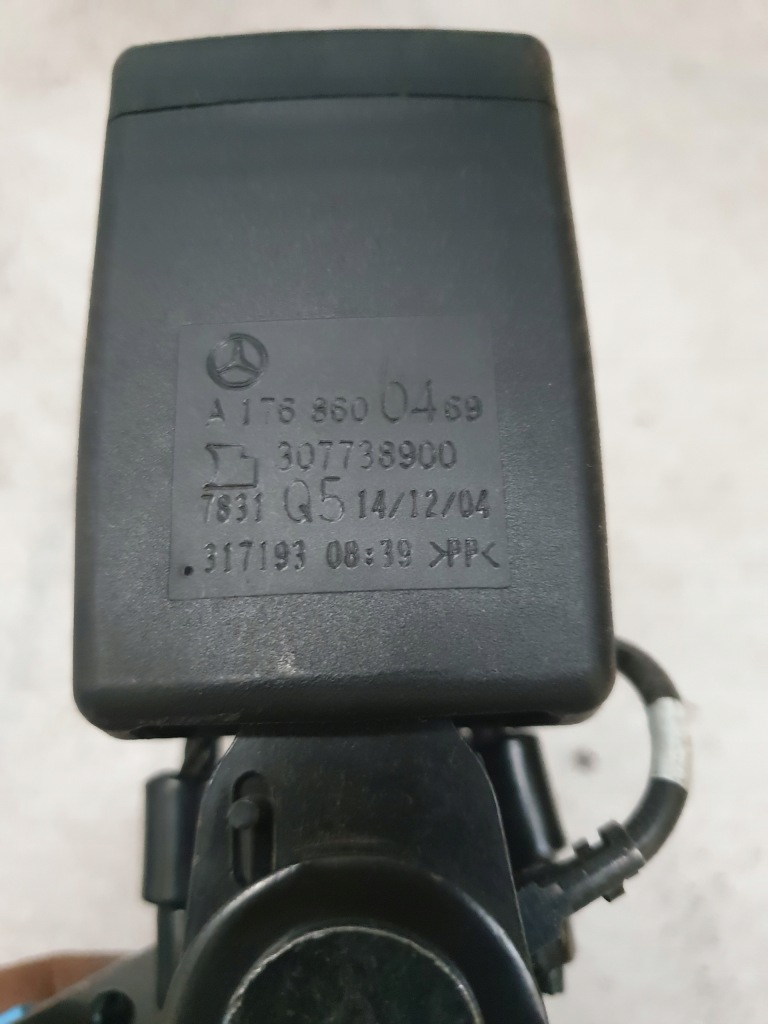 A 176 860 04 69
307738900
7831 Q5 14/12/04
.317193 08:39 >PP<